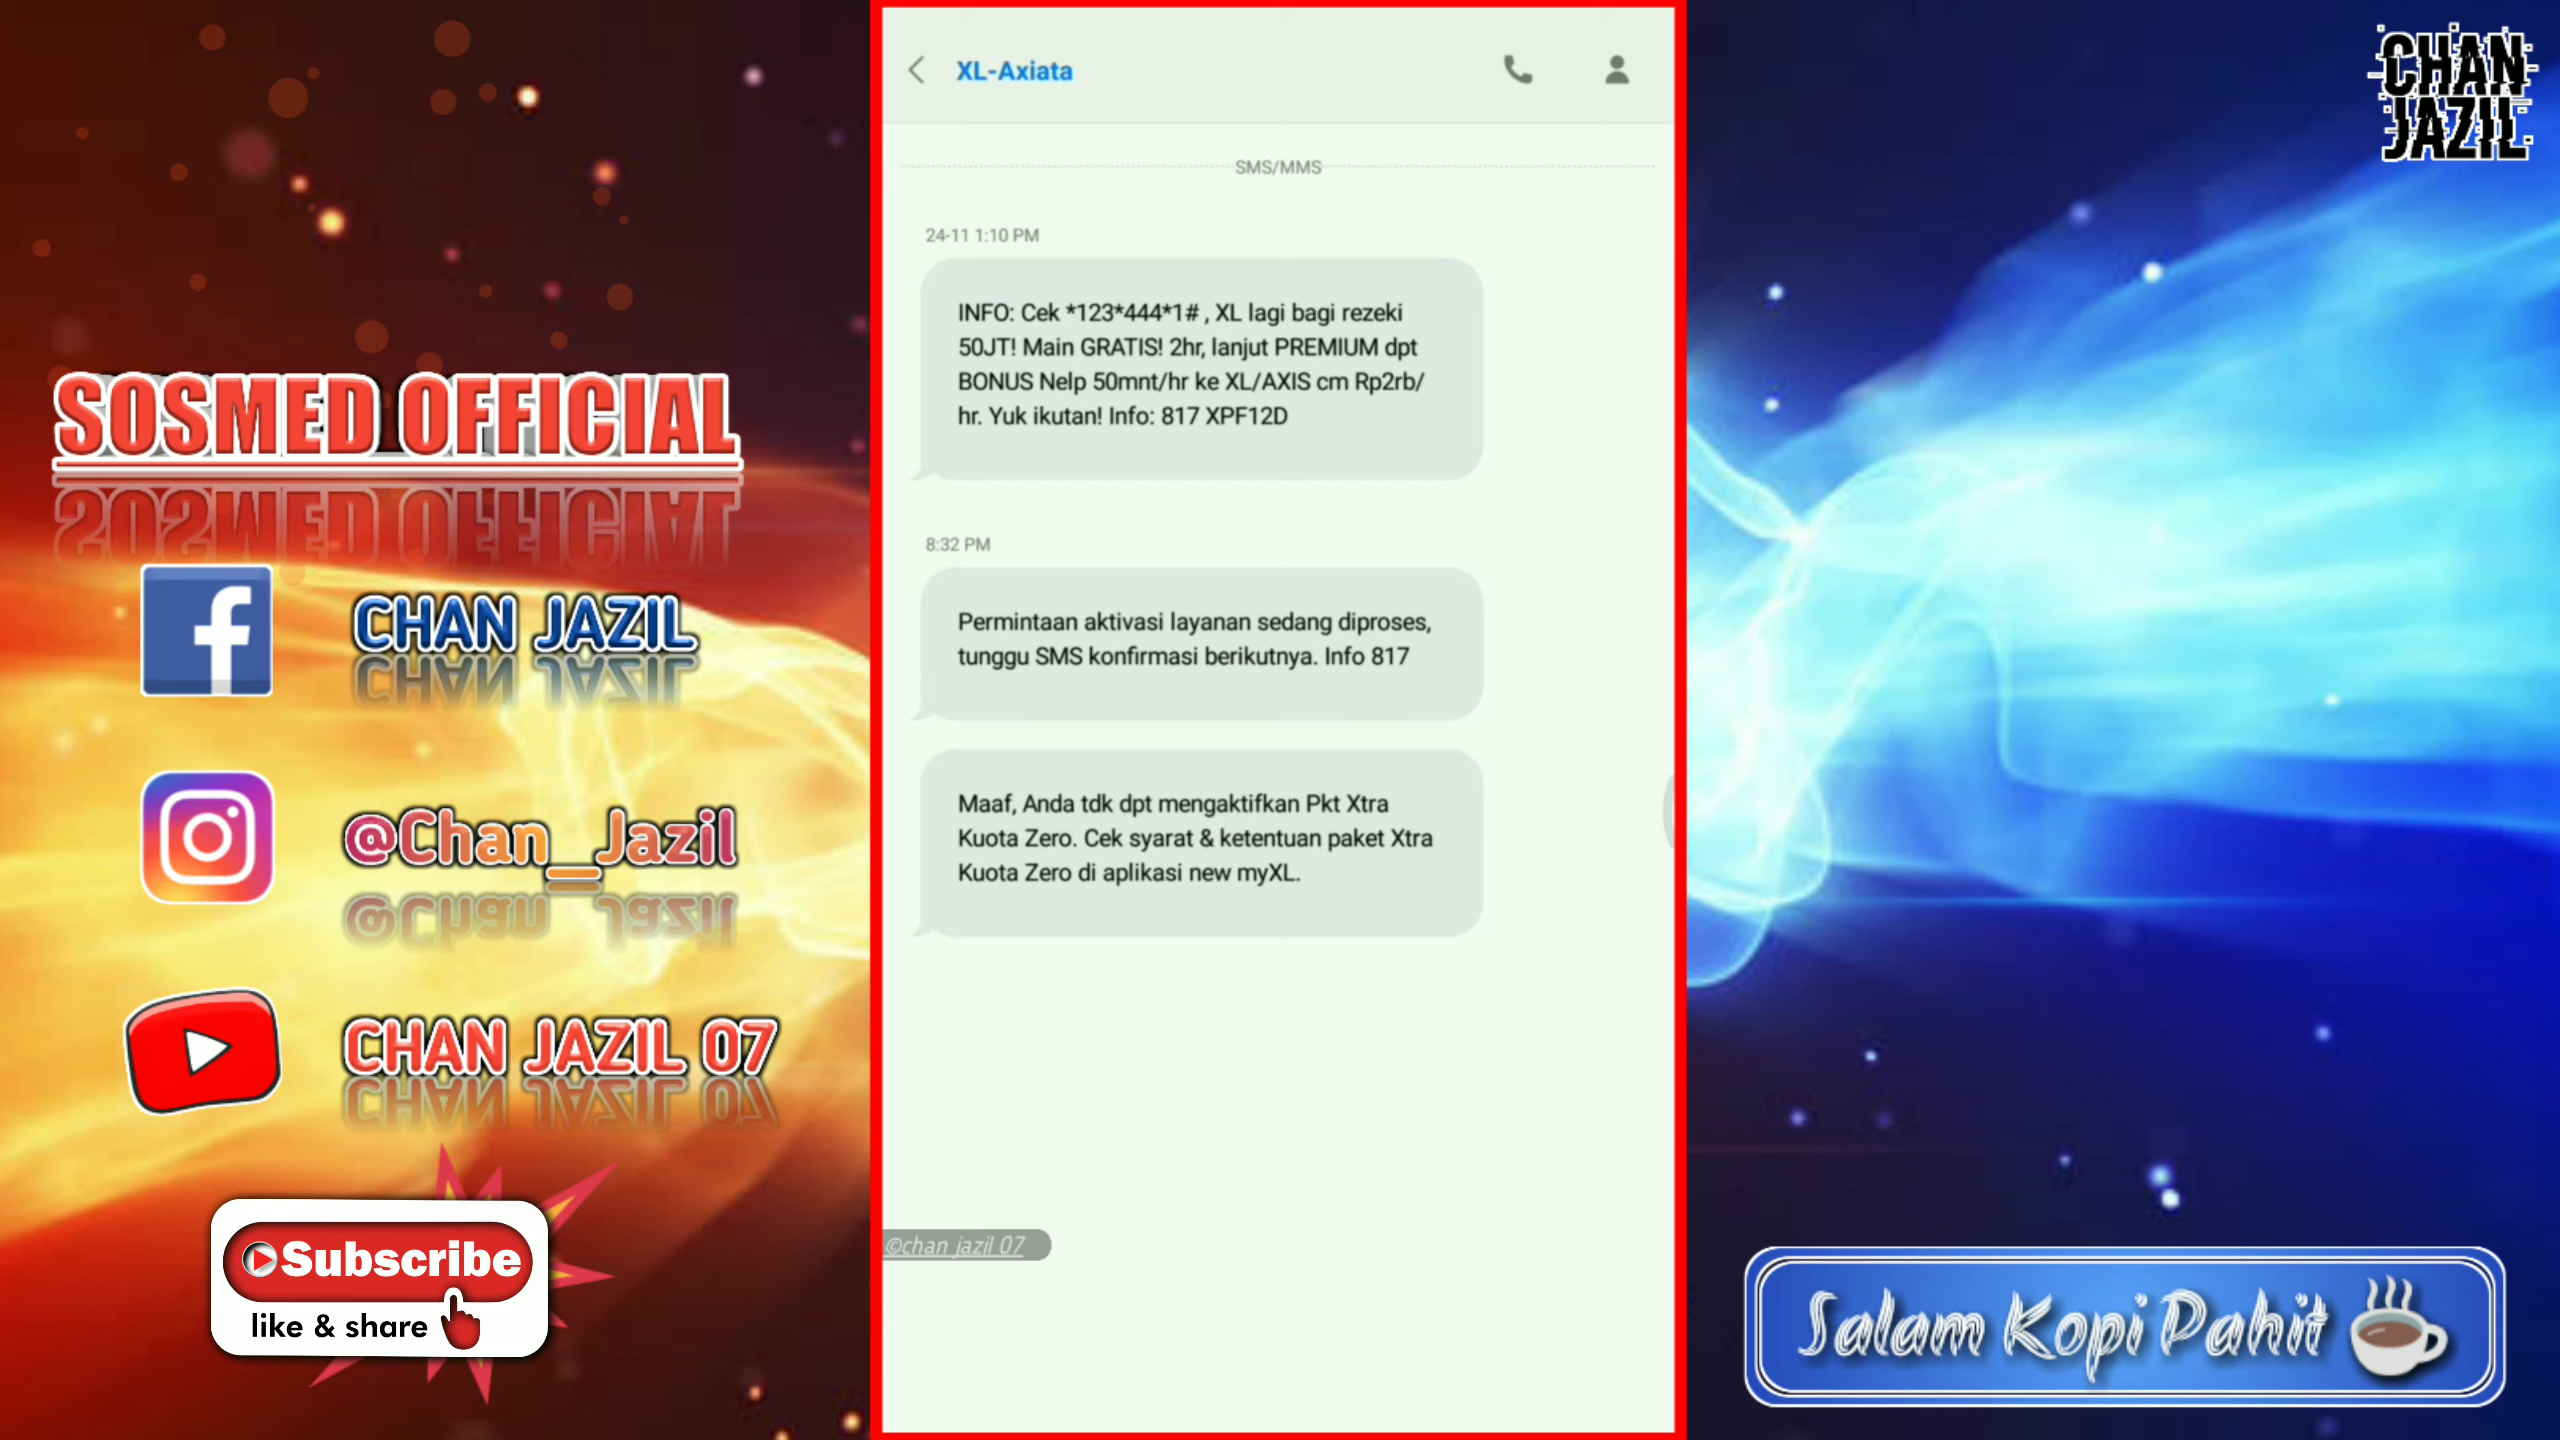 SOSMED OFFICIAL
CHAN JAZIL
@Chan__Jazil
CHAN JAZIL 07
Subscribe
like & share
XL-Axiata
SMS/MMS
24-11 1:10 PM
INFO: Cek *123*444*1# , XL lagi bagi rezeki
50JT! Main GRATIS! 2hr, lanjut PREMIUM dpt
BONUS Nelp 50mnt/hr ke XL/AXIS cm Rp2rb/
hr. Yuk ikutan! Info: 817 XPF12D
8:32 PM
Permintaan aktivasi layanan sedang diproses,
tunggu SMS konfirmasi berikutnya. Info 817
Maaf, Anda tdk dpt mengaktifkan Pkt Xtra
Kuota Zero. Cek syarat & ketentuan paket Xtra
Kuota Zero di aplikasi new myXL.
©chan jazil 07
CHAN
JAZIL
Salam Kopi Pahit